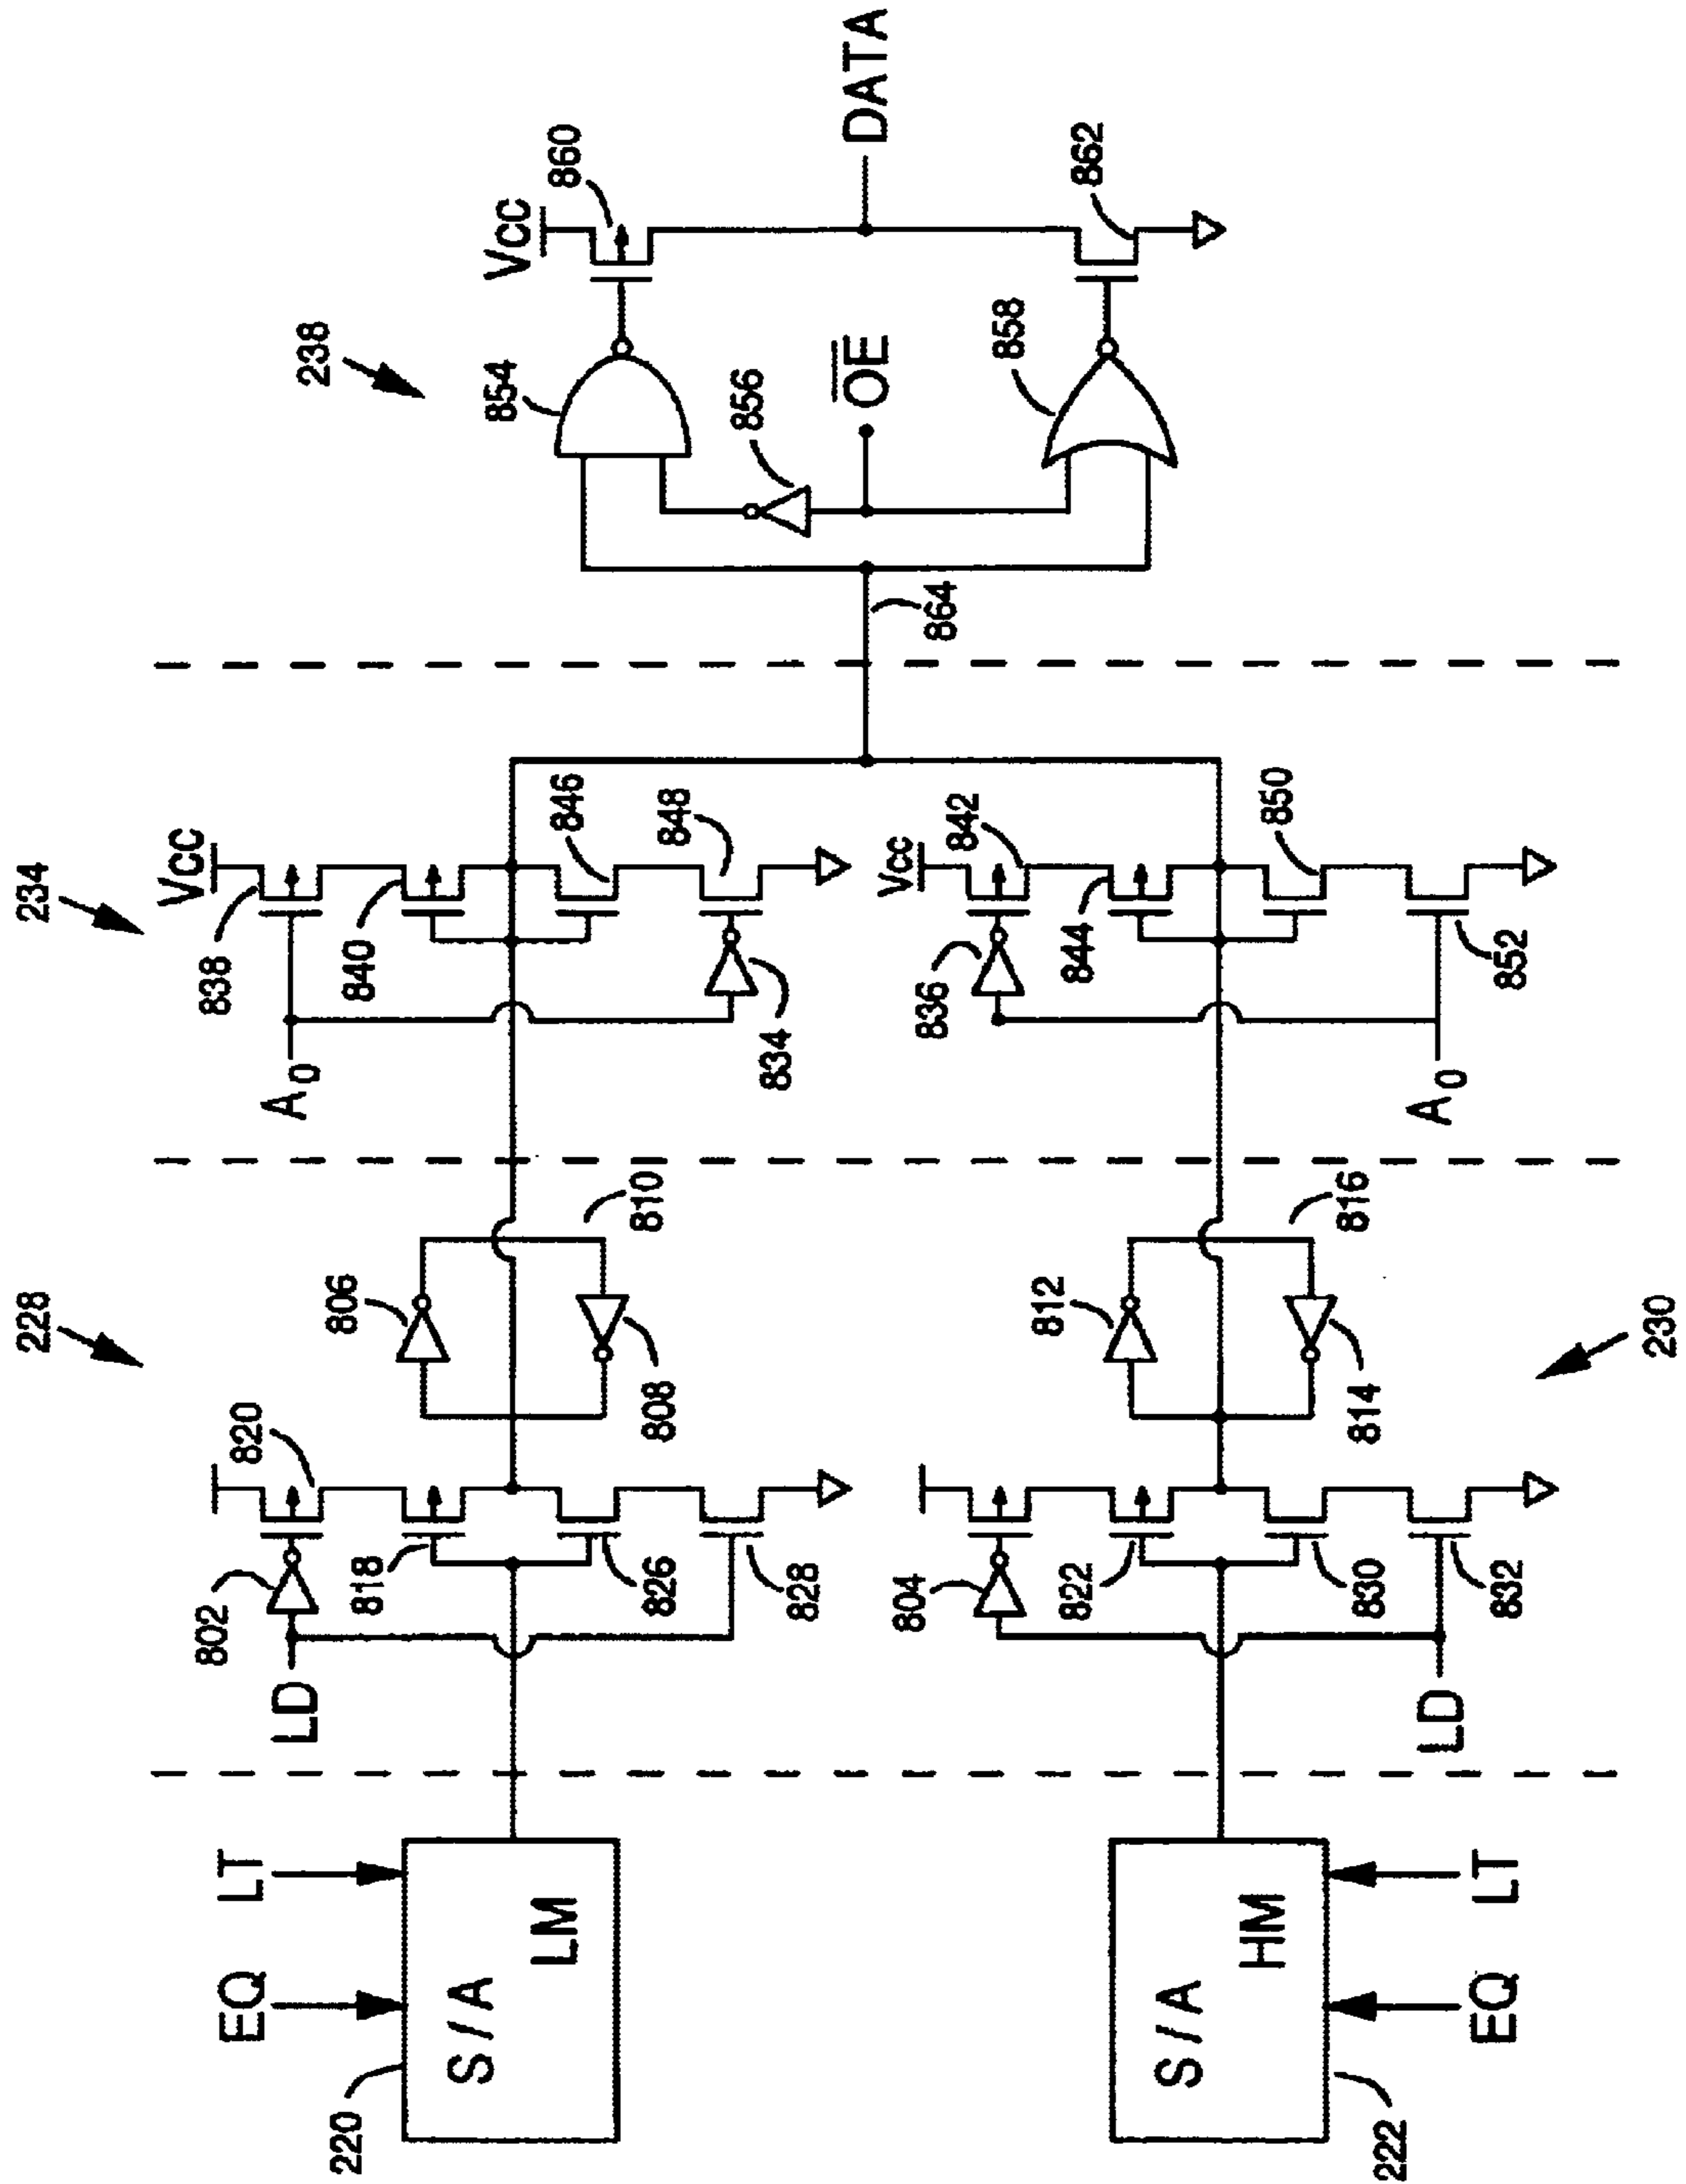 228
234
238
LD
802
820
818
826
828
806
808
810
A0
VCC
838
840
846
848
834
VCC
860
854
856
OE
858
862
DATA
864
EQ
LT
220
S/A
LM
S/A
HM
222
EQ
LT
804
822
830
832
LD
812
814
816
230
VCC
842
836
844
850
852
A0